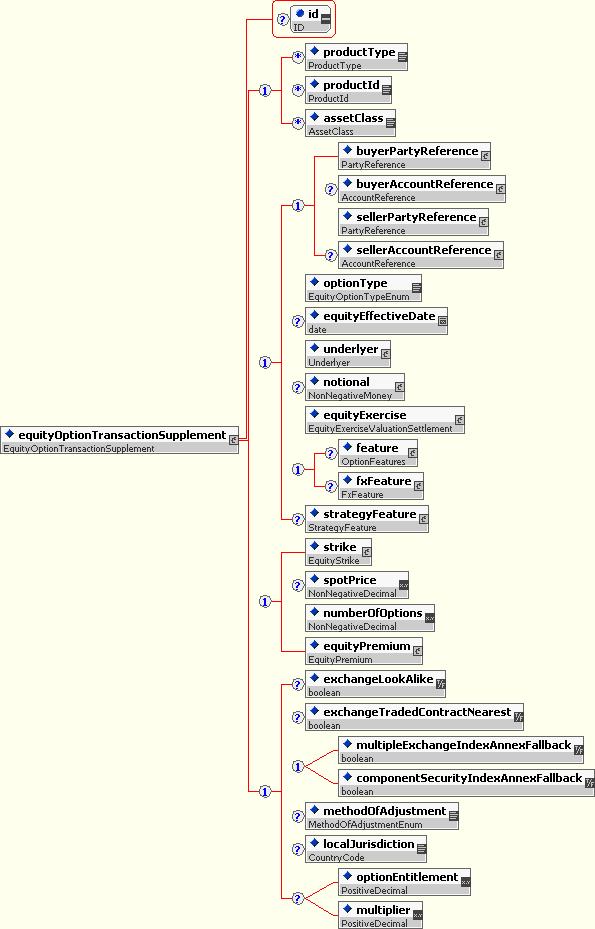 ? id
ID
* productType
ProductType
1
* productId
ProductId
* assetClass
AssetClass
buyerPartyReference
PartyReference
? buyerAccountReference
AccountReference
1
sellerPartyReference
PartyReference
? sellerAccountReference
AccountReference
optionType
EquityOptionTypeEnum
? equityEffectiveDate
date
underlyer
Underlyer
1
? notional
NonNegativeMoney
equityExercise
EquityExerciseValuationSettlement
equityOptionTransactionSupplement
EquityOptionTransactionSupplement
? feature
OptionFeatures
1
? fxFeature
FxFeature
? strategyFeature
StrategyFeature
strike
EquityStrike
? spotPrice
NonNegativeDecimal
1
numberOfOptions
NonNegativeDecimal
equityPremium
EquityPremium
? exchangeLookAlike
boolean
? exchangeTradedContractNearest
boolean
multipleExchangeIndexAnnexFallback
boolean
1
componentSecurityIndexAnnexFallback
boolean
1
? methodOfAdjustment
MethodOfAdjustmentEnum
? localJurisdiction
CountryCode
optionEntitlement
PositiveDecimal
?
multiplier
PositiveDecimal